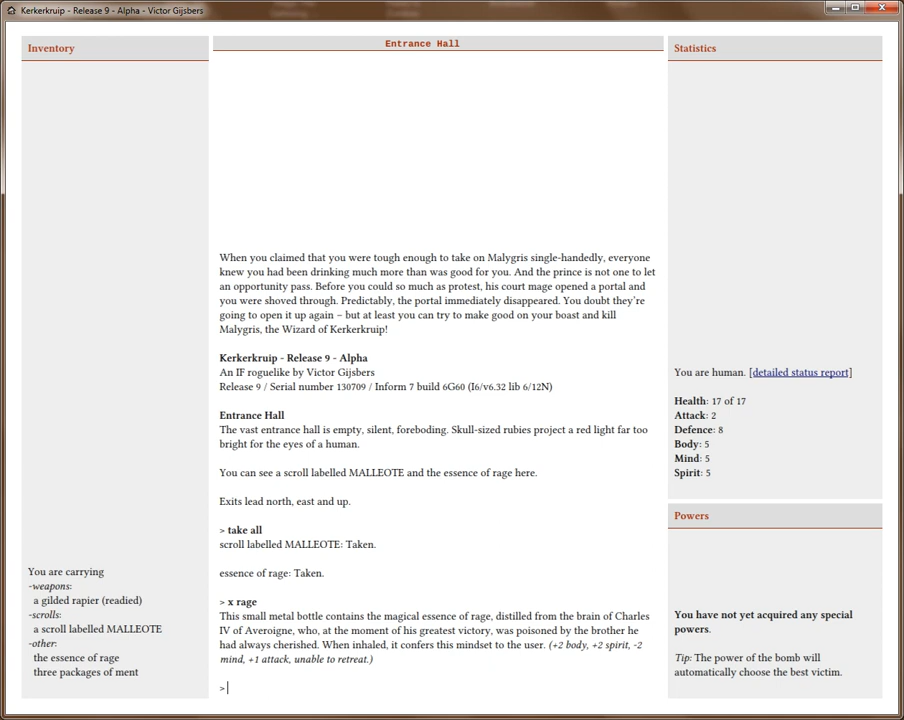 Kerkerkruip - Release 9 - Alpha - Victor Gijsbers
Inventory
You are carrying
-weapons:
a gilded rapier (readied)
-scrolls:
a scroll labelled MALLEOTE
-other:
the essence of rage
three packages of ment
Entrance Hall
When you claimed that you were tough enough to take on Malygris single-handedly, everyone
knew you had been drinking much more than was good for you. And the prince is not one to let
an opportunity pass. Before you could so much as protest, his court mage opened a portal and
you were shoved through. Predictably, the portal immediately disappeared. You doubt they're
going to open it up again – but at least you can try to make good on your boast and kill
Malygris, the Wizard of Kerkerkruip!
Kerkerkruip - Release 9 - Alpha
An IF roguelike by Victor Gijsbers
Release 9 / Serial number 130709 / Inform 7 build 6G60 (I6/v6.32 lib 6/12N)
Entrance Hall
The vast entrance hall is empty, silent, foreboding. Skull-sized rubies project a red light far too
bright for the eyes of a human.
You can see a scroll labelled MALLEOTE and the essence of rage here.
Exits lead north, east and up.
> take all
scroll labelled MALLEOTE: Taken.
essence of rage: Taken.
> x rage
This small metal bottle contains the magical essence of rage, distilled from the brain of Charles
IV of Averoigne, who, at the moment of his greatest victory, was poisoned by the brother he
had always cherished. When inhaled, it confers this mindset to the user. (+2 body, +2 spirit, -2
mind, +1 attack, unable to retreat.)
>
Statistics
You are human. [detailed status report]
Health: 17 of 17
Attack: 2
Defence: 8
Body: 5
Mind: 5
Spirit: 5
Powers
You have not yet acquired any special
powers.
Tip: The power of the bomb will
automatically choose the best victim.